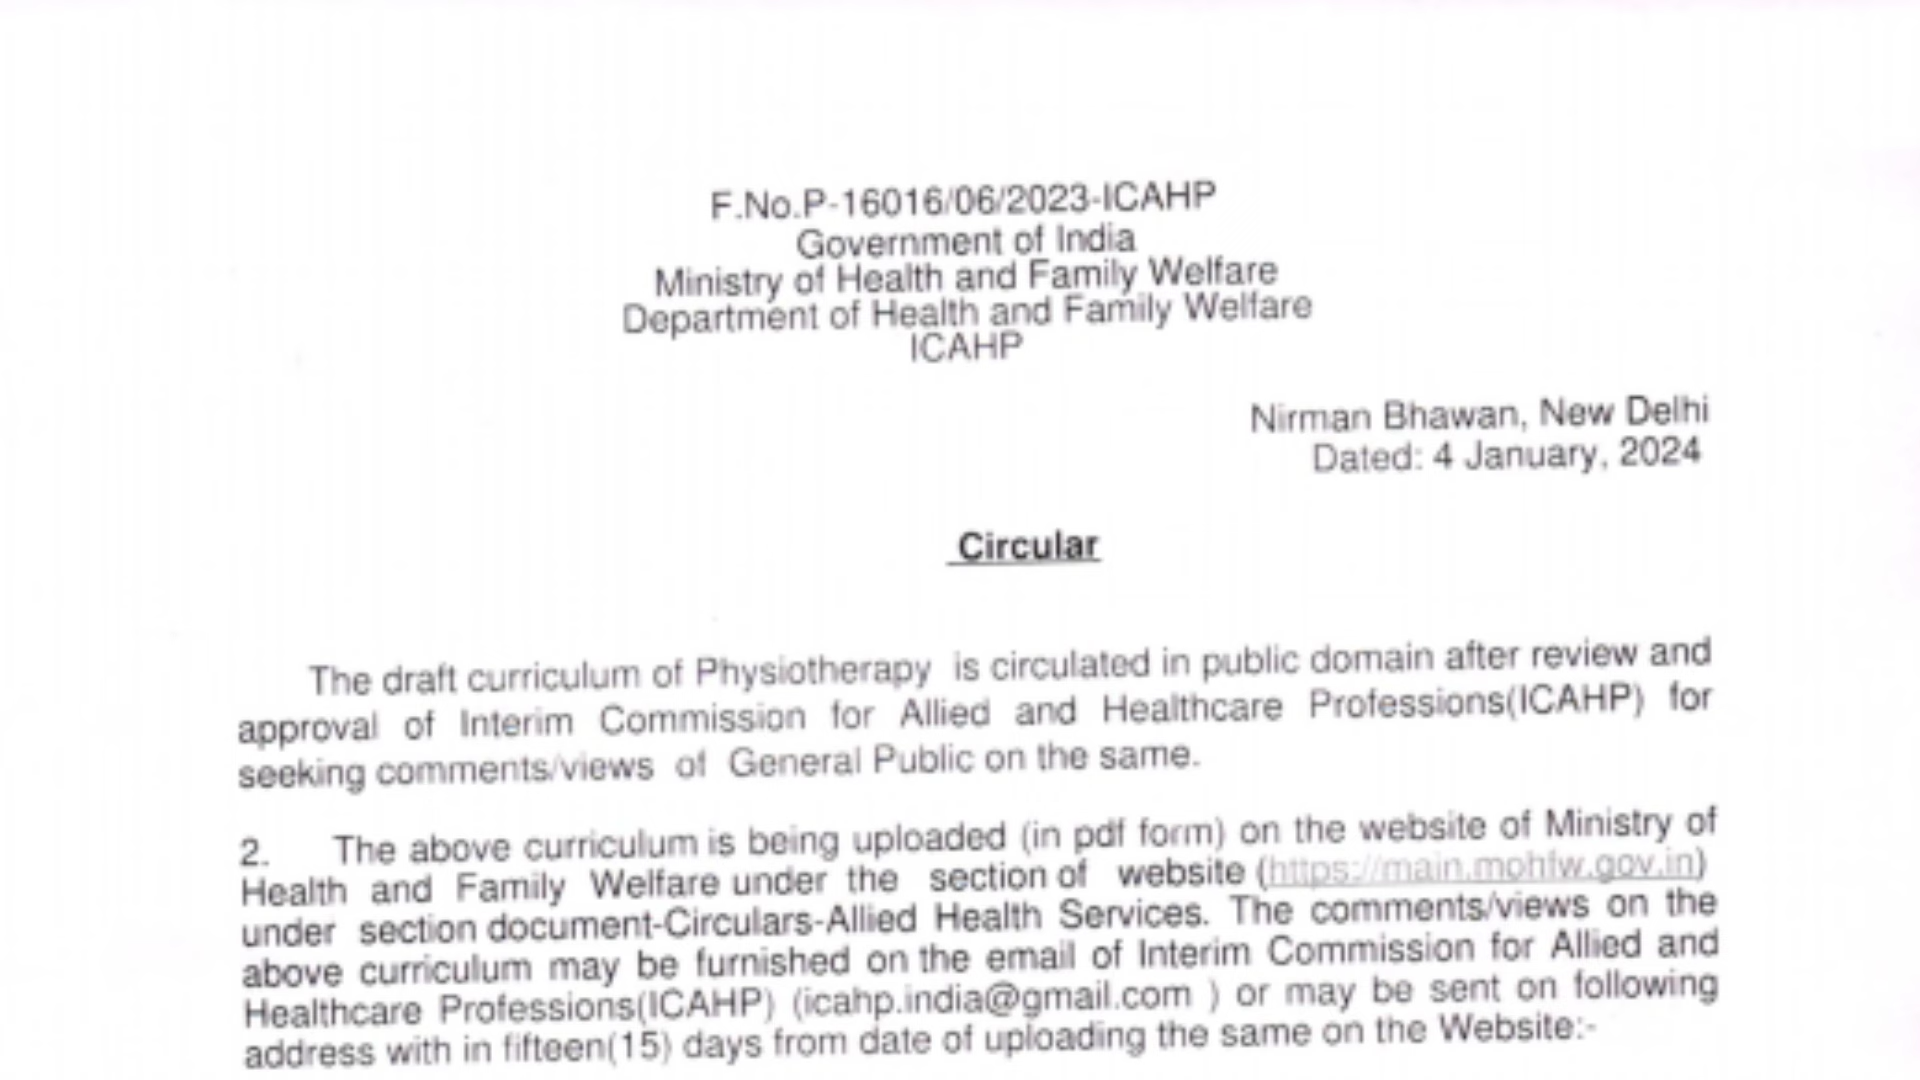 F.No.P-16016/06/2023-ICAHP
Government of India
Ministry of Health and Family Welfare
Department of Health and Family Welfare
ICAHP
Nirman Bhawan, New Delhi
Dated: 4 January, 2024
Circular
The draft curriculum of Physiotherapy is circulated in public domain after review and
approval of Interim Commission for Allied and Healthcare Professions(ICAHP) for
seeking comments/views of General Public on the same.
2. The above curriculum is being uploaded (in pdf form) on the website of Ministry of
Health and Family Welfare under the section of website (https://main.mohfw.gov.in)
under section document-Circulars-Allied Health Services. The comments/views on the
above curriculum may be furnished on the email of Interim Commission for Allied and
Healthcare Professions(ICAHP) (icahp.india@gmail.com ) or may be sent on following
address with in fifteen(15) days from date of uploading the same on the Website:-